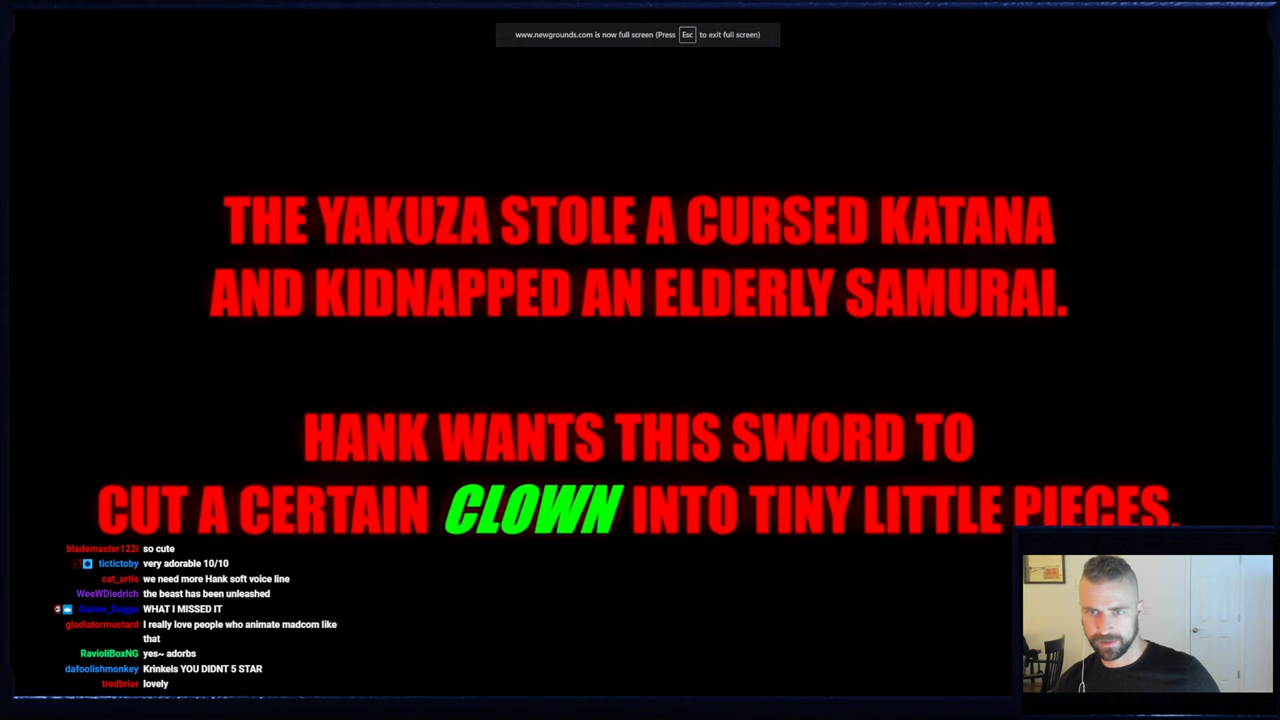 www.newgrounds.com is now full screen (Press Esc to exit full screen)
THE YAKUZA STOLE A CURSED KATANA
AND KIDNAPPED AN ELDERLY SAMURAI.
HANK WANTS THIS SWORD TO
CUT A CERTAIN CLOWN INTO TINY LITTLE PIECES.
blademaster122i so cute
tictictoby very adorable 10/10
cat_artis we need more Hank soft voice line
WeeWDiedrich the beast has been unleashed
Gamer_Doggo WHAT I MISSED IT
gladiatormustard I really love people who animate madcom like
that
RavioliBoxNG yes~ adorbs
dafoolishmonkey Krinkels YOU DIDNT 5 STAR
tredbriar lovely